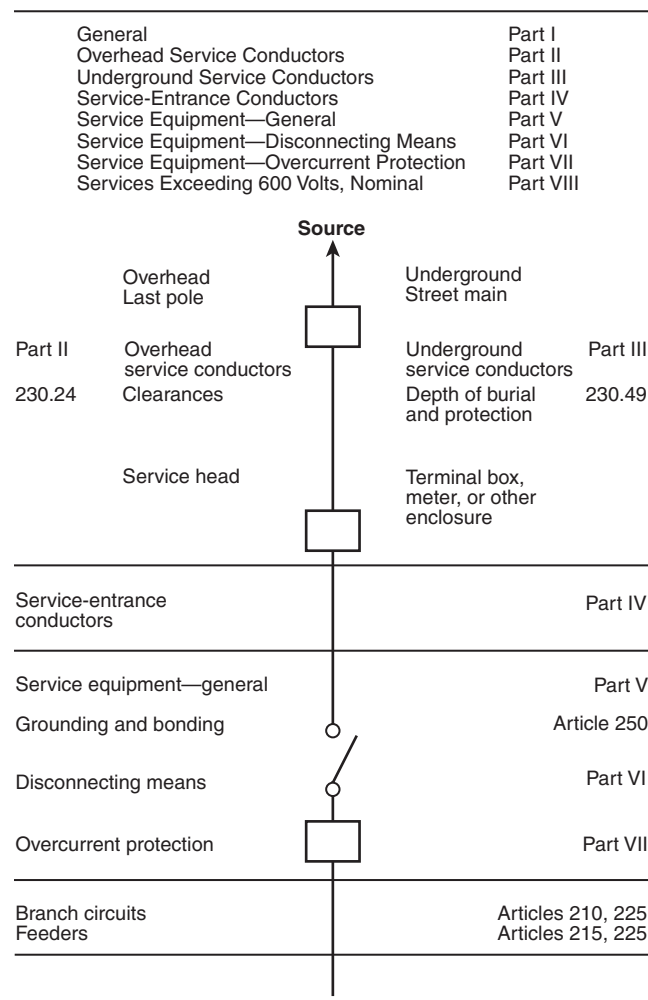 General Part I
Overhead Service Conductors Part II
Underground Service Conductors Part III
Service-Entrance Conductors Part IV
Service Equipment—General Part V
Service Equipment—Disconnecting Means Part VI
Service Equipment—Overcurrent Protection Part VII
Services Exceeding 600 Volts, Nominal Part VIII
Source
Overhead
Last pole
Underground
Street main
Part II
Overhead
service conductors
Underground
service conductors
Part III
230.24
Clearances
Depth of burial
and protection
230.49
Service head
Terminal box,
meter, or other
enclosure
Service-entrance
conductors
Part IV
Service equipment—general Part V
Grounding and bonding Article 250
Disconnecting means Part VI
Overcurrent protection Part VII
Branch circuits Articles 210, 225
Feeders Articles 215, 225